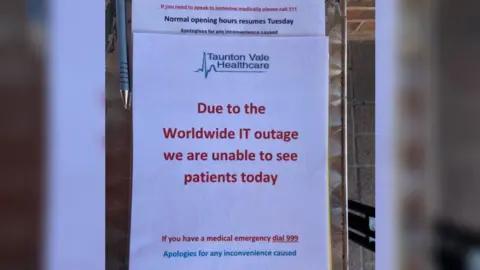 If you need to speak to someone medically please call 111
Normal opening hours resumes Tuesday
Apologies for any inconvenience caused
Taunton Vale
Healthcare
Due to the
Worldwide IT outage
we are unable to see
patients today
If you have a medical emergency dial 999
Apologies for any inconvenience caused